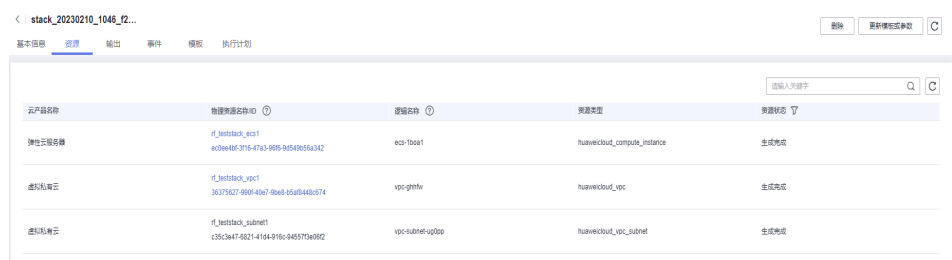 stack_20230210_1046_f2...
删除 更新模板或参数
基本信息 资源 输出 事件 模板 执行计划
请输入关键字
云产品名称 物理资源名称/ID 逻辑名称 资源类型 资源状态
弹性云服务器 rf_teststack_ecs1 ecs-1boa1 huaweicloud_compute_instance 生成完成
ec0ee4bf-3f16-47a3-96f6-9d549b56a342
虚拟私有云 rf_teststack_vpc1 vpc-ghhfw huaweicloud_vpc 生成完成
36375627-990f-40e7-9be8-b5af8448c674
虚拟私有云 rf_teststack_subnet1 vpc-subnet-ug0pp huaweicloud_vpc_subnet 生成完成
c35c3e47-6821-41d4-916c-94557f3e06f2